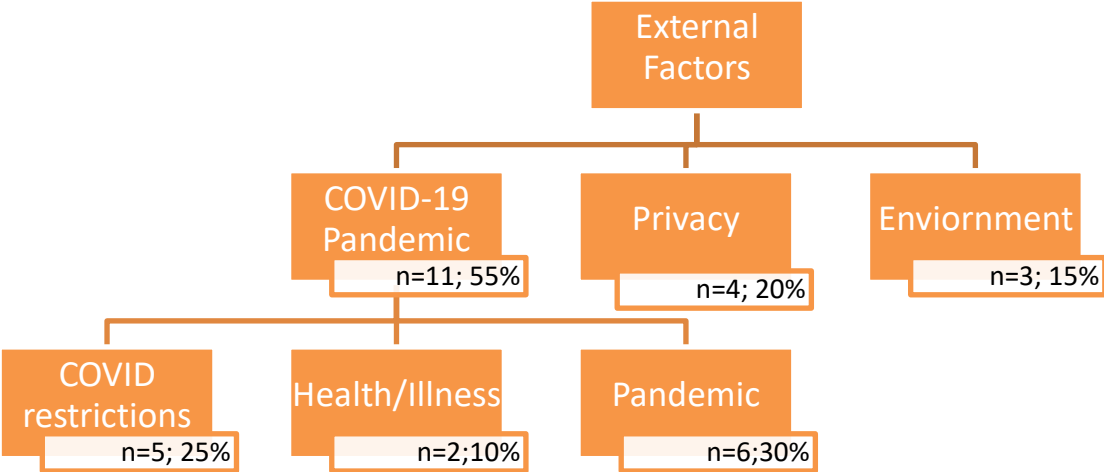 External
Factors
COVID-19
Pandemic
n=11; 55%
Privacy
n=4; 20%
Enviornment
n=3; 15%
COVID
restrictions
n=5; 25%
Health/Illness
n=2;10%
Pandemic
n=6;30%